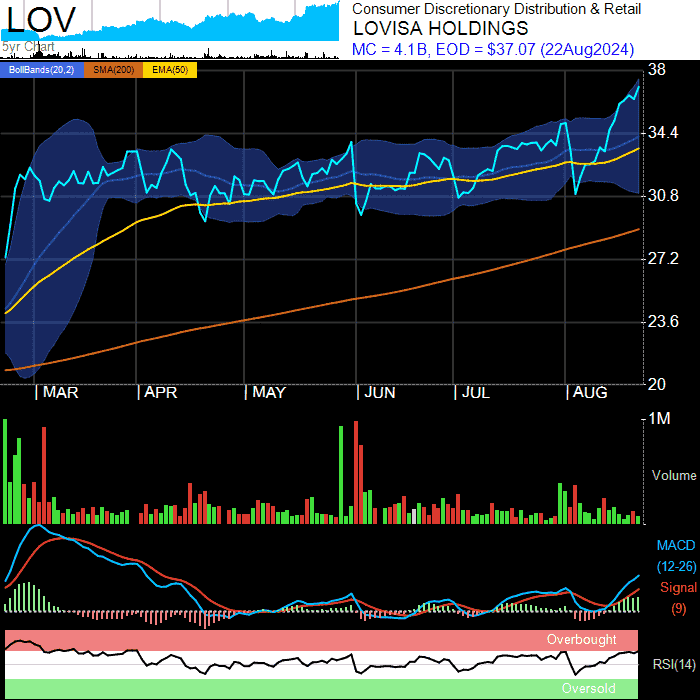 LOV
5yr Chart
Consumer Discretionary Distribution & Retail
LOVISA HOLDINGS
MC = 4.1B, EOD = $37.07 (22Aug2024)
BollBands(20,2) SMA(200) EMA(50)
38
34.4
30.8
27.2
23.6
20
MAR APR MAY JUN JUL AUG
1M
Volume
MACD
(12-26)
Signal
(9)
Overbought
RSI(14)
Oversold